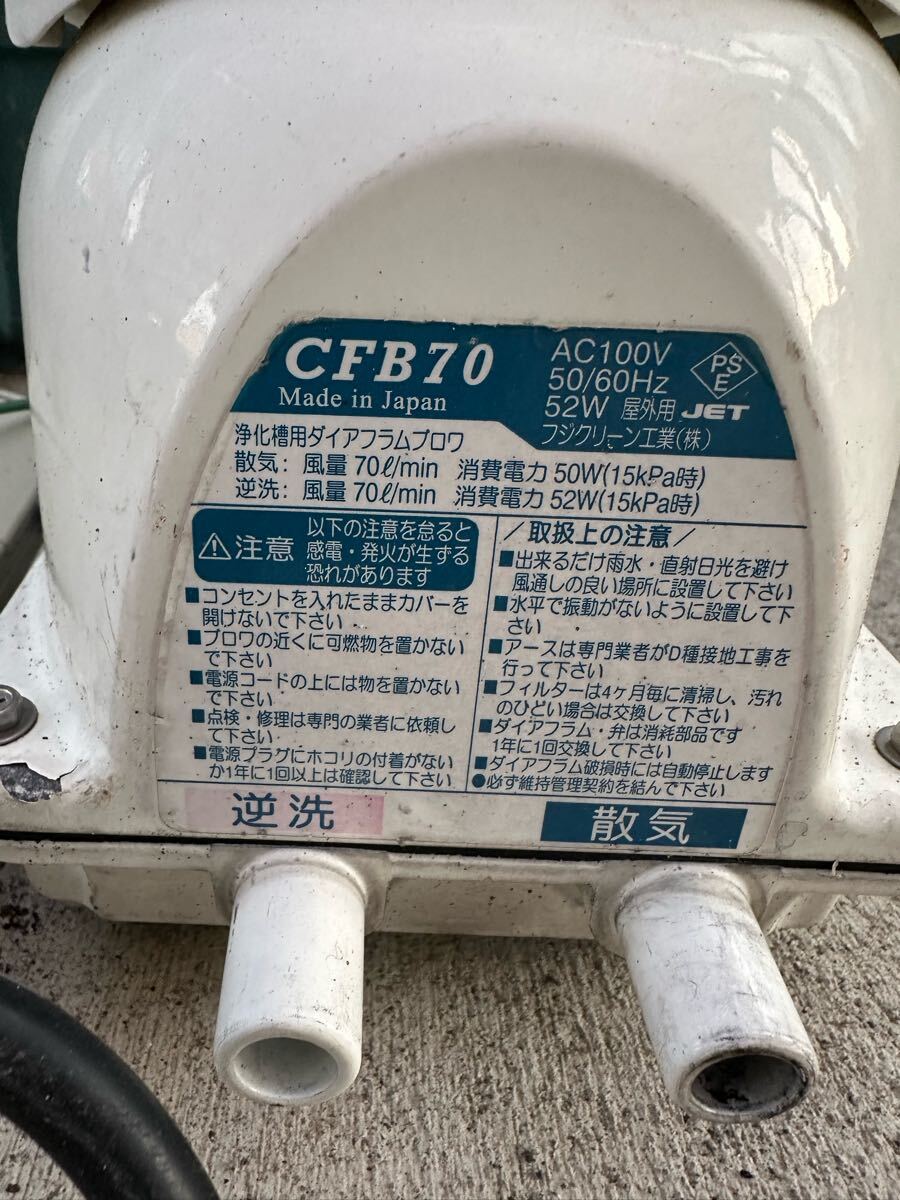 CFB70
Made in Japan
AC100V
50/60Hz
52W 屋外用 JET
フジクリーン工業(株)
PS
E
浄化槽用ダイアフラムブロワ
散気: 風量 70ℓ/min 消費電力 50W(15kPa時)
逆洗: 風量 70ℓ/min 消費電力 52W(15kPa時)
注意
以下の注意を怠ると
感電・発火が生ずる
恐れがあります
■コンセントを入れたままカバーを
開けないで下さい
■ブロワの近くに可燃物を置かない
で下さい
■電源コードの上には物を置かない
で下さい
■点検・修理は専門の業者に依頼し
て下さい
■電源プラグにホコリの付着がない
か1年に1回以上は確認して下さい
/ 取扱上の注意 /
■出来るだけ雨水・直射日光を避け
風通しの良い場所に設置して下さい
■水平で振動がないように設置して下
さい
■アースは専門業者がD種接地工事を
行って下さい
■フィルターは4ヶ月毎に清掃し、汚れ
のひどい場合は交換して下さい
■ダイアフラム・弁は消耗部品です
1年に1回交換して下さい
■ダイアフラム破損時には自動停止します
●必ず維持管理契約を結んで下さい
逆洗
散気